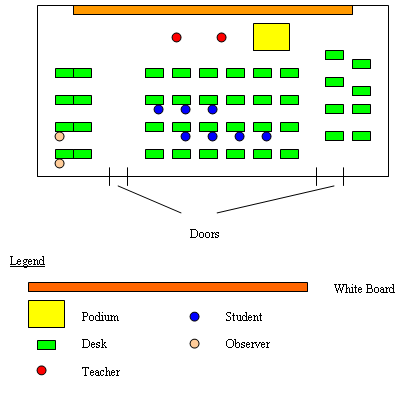 Doors
Legend
White Board
Podium
Student
Desk
Observer
Teacher